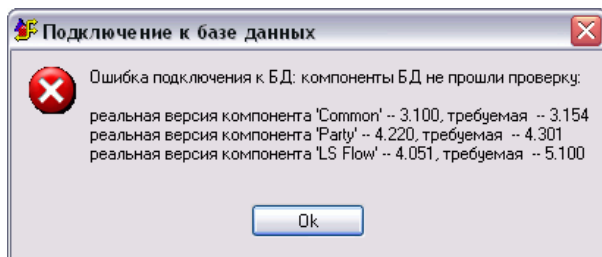 Подключение к базе данных
Ошибка подключения к БД: компоненты БД не прошли проверку:
реальная версия компонента 'Common' -- 3.100, требуемая -- 3.154
реальная версия компонента 'Party' -- 4.220, требуемая -- 4.301
реальная версия компонента 'LS Flow' -- 4.051, требуемая -- 5.100
Ok